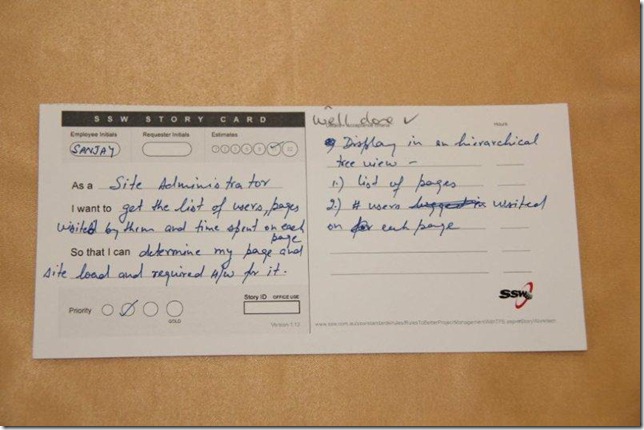 SSW STORY CARD
Employee Initials
Requester Initials
Estimates
SANJAY
As a Site Administrator
I want to get the list of users, pages
visited by them and time spent on each
page
So that I can determine my page and
site load and required H/W for it.
Priority
GOLD
Story ID OFFICE USE
Version 1.12
Well done ✓
Acceptance
Hours
Display in an hierarchical
tree view -
1.) list of pages
2.) # users visited
on each page
SSW